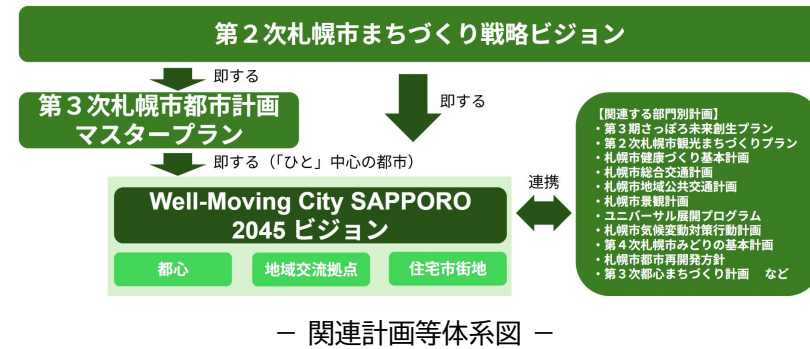 第２次札幌市まちづくり戦略ビジョン
即する
即する
第３次札幌市都市計画
マスタープラン
即する（「ひと」中心の都市）
Well-Moving City SAPPORO
2045 ビジョン
都心
地域交流拠点
住宅市街地
連携
【関連する部門別計画】
・第３期さっぽろ未来創生プラン
・第２次札幌市観光まちづくりプラン
・札幌市健康づくり基本計画
・札幌市総合交通計画
・札幌市地域公共交通計画
・札幌市景観計画
・ユニバーサル展開プログラム
・札幌市気候変動対策行動計画
・第４次札幌市みどりの基本計画
・札幌市都市再開発方針
・第３次都心まちづくり計画　など
－ 関連計画等体系図 －